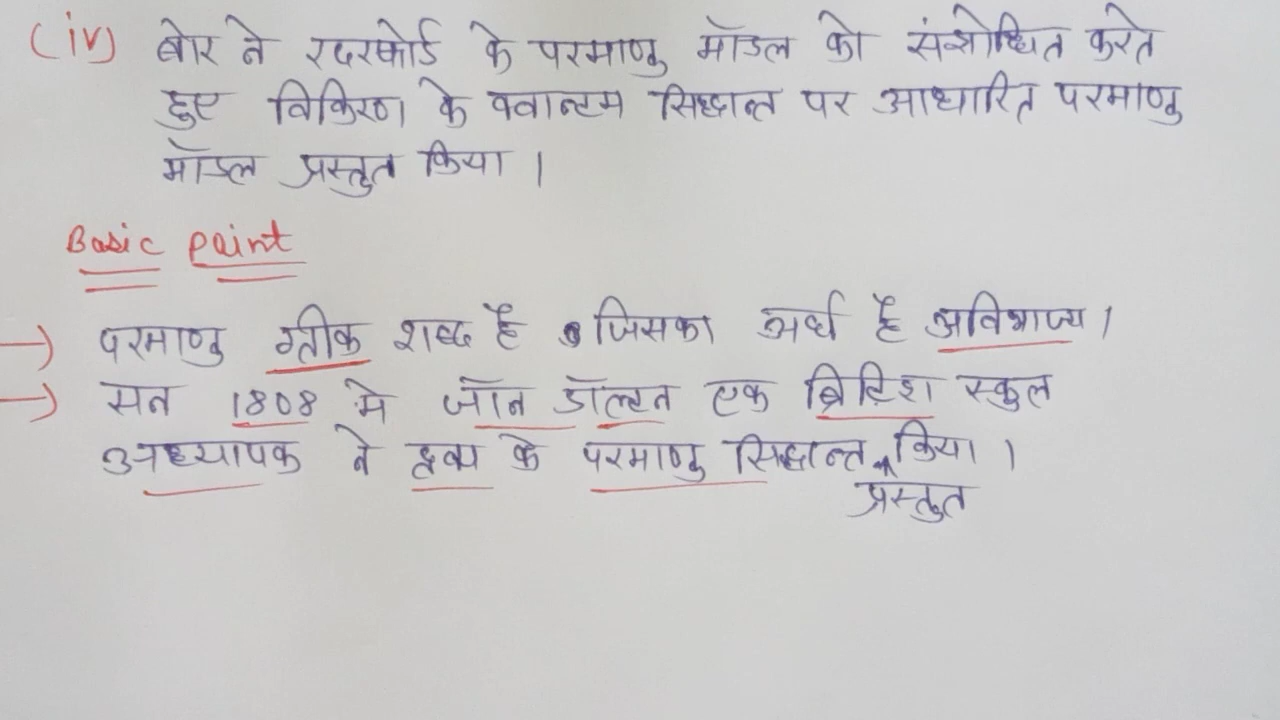 (iv) बोर ने रदरफोर्ड के परमाणु मॉडल को संशोधित करते
हुए विकिरण के क्वान्टम सिद्धान्त पर आधारित परमाणु
मॉडल प्रस्तुत किया ।
Basic point
→ परमाणु ग्रीक शब्द है जिसका अर्थ है अविभाज्य ।
→ सन 1808 मे जॉन डॉल्टन एक ब्रिटिश स्कुल
अध्यापक ने द्रव्य के परमाणु सिद्धान्त किया ।
प्रस्तुत